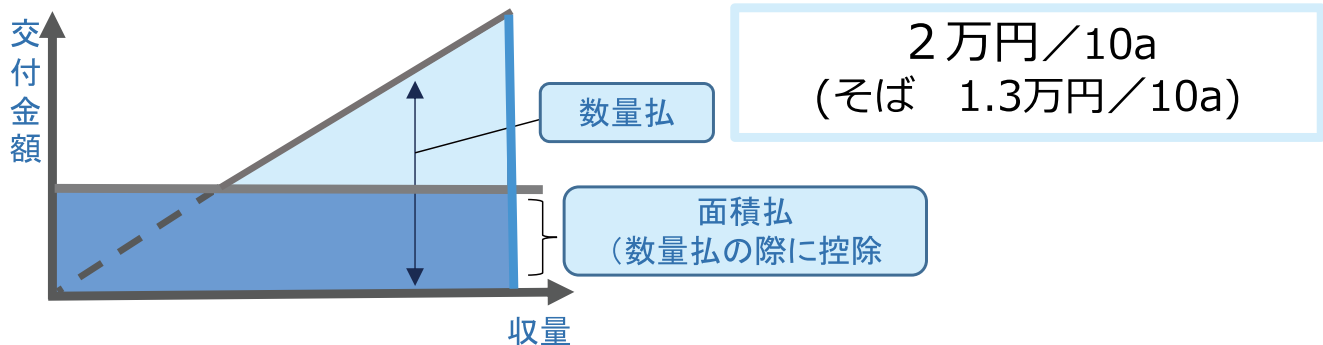 交付金額
２万円／10a
(そば　1.3万円／10a)
数量払
面積払
（数量払の際に控除
収量